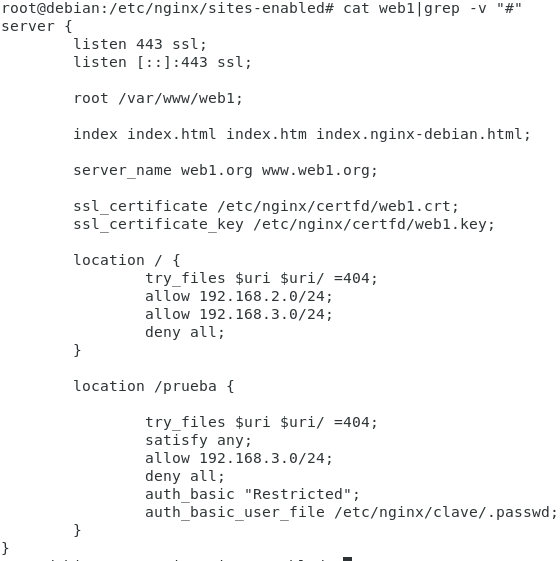 root@debian:/etc/nginx/sites-enabled# cat web1|grep -v "#"
server {
listen 443 ssl;
listen [::]:443 ssl;
root /var/www/web1;
index index.html index.htm index.nginx-debian.html;
server_name web1.org www.web1.org;
ssl_certificate /etc/nginx/certfd/web1.crt;
ssl_certificate_key /etc/nginx/certfd/web1.key;
location / {
try_files $uri $uri/ =404;
allow 192.168.2.0/24;
allow 192.168.3.0/24;
deny all;
}
location /prueba {
try_files $uri $uri/ =404;
satisfy any;
allow 192.168.3.0/24;
deny all;
auth_basic "Restricted";
auth_basic_user_file /etc/nginx/clave/.passwd;
}
}